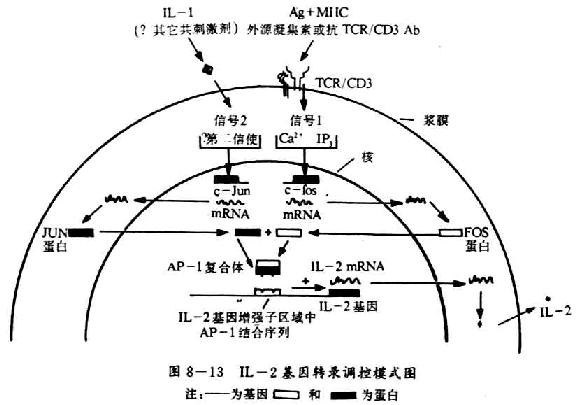 IL-1
(? 其它共刺激剂)
Ag+MHC
外源凝集素或抗 TCR/CD3 Ab
TCR/CD3
浆膜
信号2
信号1
?第二信使
Ca²⁺ IP₃
核
c-Jun
c-fos
mRNA
mRNA
JUN
蛋白
+
FOS
蛋白
AP-1复合体
+
IL-2 mRNA
IL-2基因
IL-2基因增强子区域中
AP-1结合序列
IL-2
图 8-13 IL-2基因转录调控模式图
注:——为基因 和 为蛋白